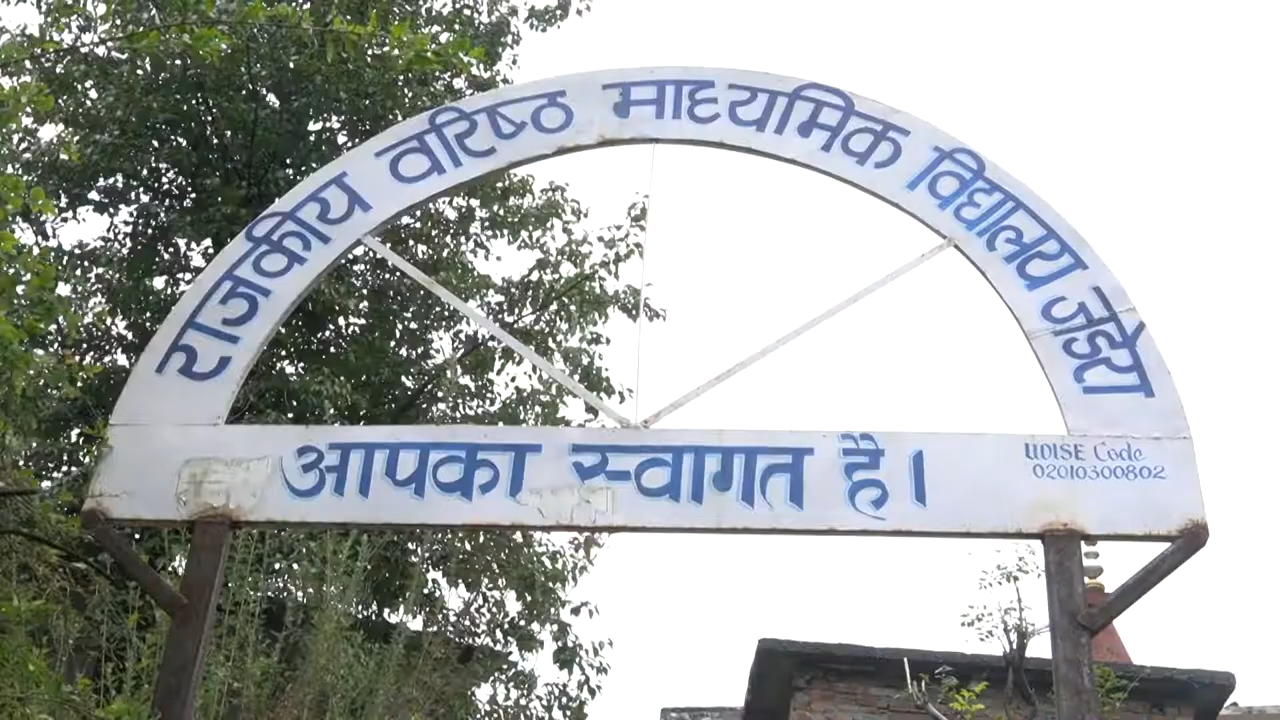 राजकीय वरिष्ठ माध्यमिक विद्यालय जडेरा
आपका स्वागत है।
UDISE Code
02010300802